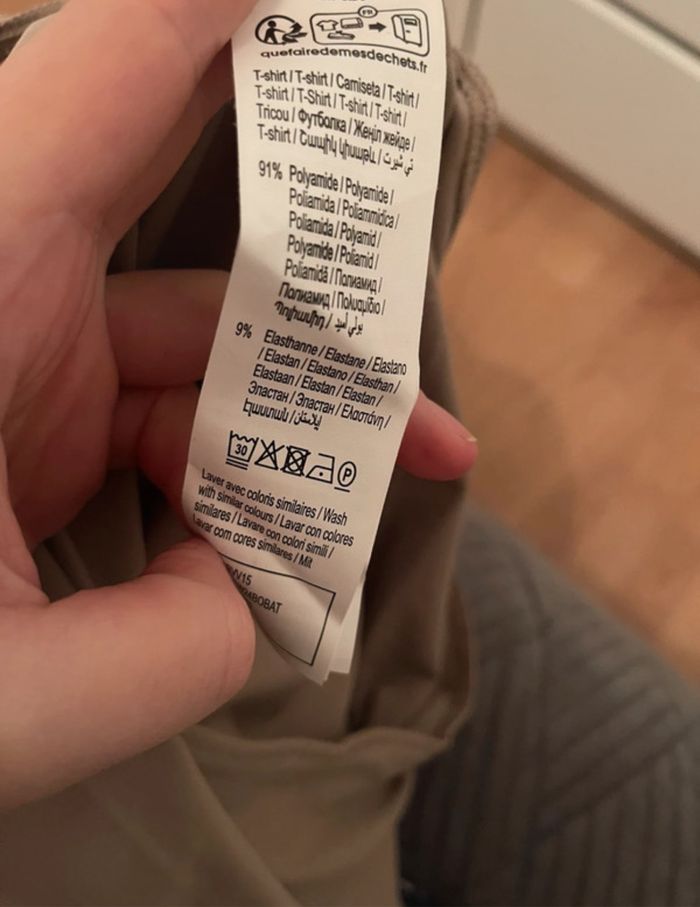 FR
quefairedemesdechets.fr
T-shirt / T-shirt / Camiseta / T-shirt /
T-shirt / T-Shirt / T-shirt / T-shirt /
Tricou / Футболка / Жеңіл жейде /
T-shirt / Շապիկ կիսաթև / تي شيرت
91% Polyamide / Polyamide /
Poliamida / Poliammidica /
Poliamida / Polyamid /
Polyamide / Poliamid /
Poliamidă / Полиамид /
Полиамид / Πολυαμίδιο /
Պոլիամիդ / بولي أميد
9% Elasthanne / Elastane / Elastano
/ Elastan / Elastano / Elasthan /
Elastaan / Elastan / Elastan /
Эластан / Эластан / Ελαστάνη /
Էլաստան / إيلاستان
30 P
Laver avec coloris similaires / Wash
with similar colours / Lavar con colores
similares / Lavare con colori simili /
Lavar com cores similares / Mit